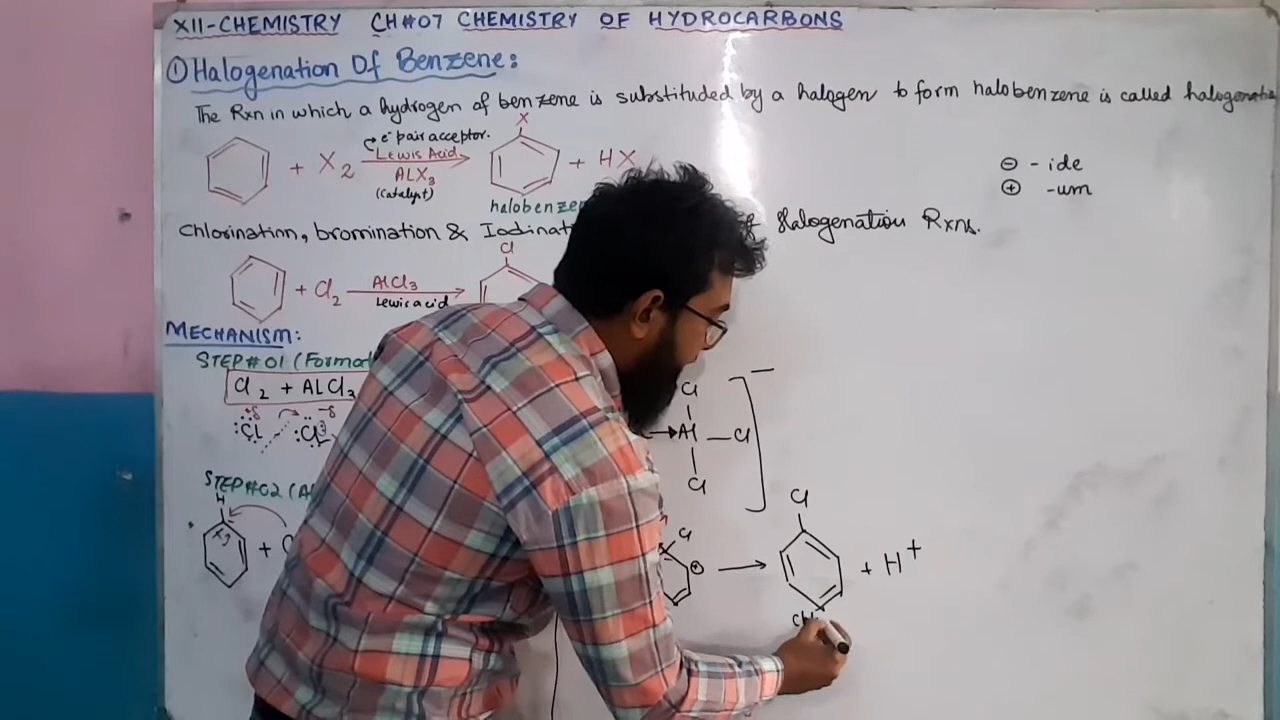 XII-CHEMISTRY CH#07 CHEMISTRY OF HYDROCARBONS
① Halogenation Of Benzene:
The Rxn in which a hydrogen of benzene is substituded by a halogen to form halobenzene is called
X
e⁻ pair acceptor.
+ X₂ Lewis Acid + HX
ALX₃
(Catalyst)
⊖ - ide
⊕ -um
Chlorination, bromination & Halogenation Rxns.
Cl
+ Cl₂ AlCl₃
Lewis acid
MECHANISM:
STEP#01
Cl₂ + ALCl₃
+δ -δ
:Cl :Cl
Cl
Al — Cl
Cl
STEP#02
H
+
Cl
⊕
Cl
+ H⁺